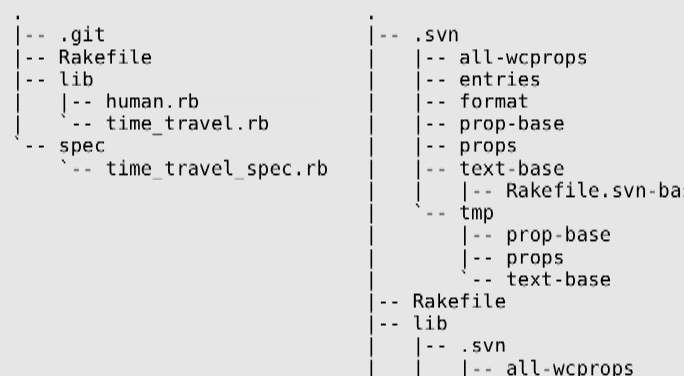 .
|-- .git
|-- Rakefile
|-- lib
|   |-- human.rb
|   `-- time_travel.rb
`-- spec
    `-- time_travel_spec.rb
.
|-- .svn
|   |-- all-wcprops
|   |-- entries
|   |-- format
|   |-- prop-base
|   |-- props
|   |-- text-base
|   |   |-- Rakefile.svn-ba
|   `-- tmp
|       |-- prop-base
|       |-- props
|       `-- text-base
|-- Rakefile
|-- lib
|   |-- .svn
|   |   |-- all-wcprops